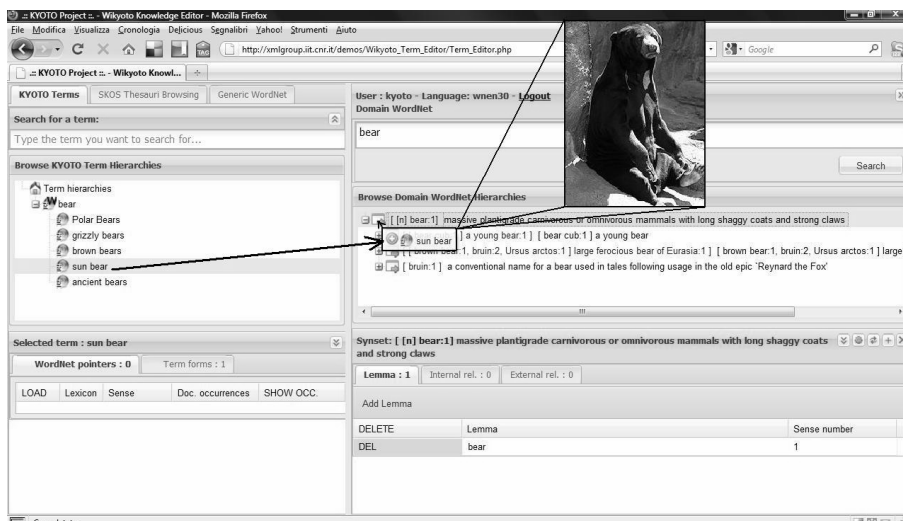 .:: KYOTO Project ::. - Wikyoto Knowledge Editor - Mozilla Firefox
File Modifica Visualizza Cronologia Delicious Segnalibri Yahoo! Strumenti Aiuto
http://xmlgroup.iit.cnr.it/demos/Wikyoto_Term_Editor/Term_Editor.php
Google
.:: KYOTO Project ::. - Wikyoto Knowl...
KYOTO Terms SKOS Thesauri Browsing Generic WordNet
User : kyoto - Language: wnen30 - Logout
Domain WordNet
Search for a term:
Type the term you want to search for...
bear
Search
Browse KYOTO Term Hierarchies
Term hierarchies
bear
Polar Bears
grizzly bears
brown bears
sun bear
ancient bears
Browse Domain WordNet Hierarchies
[ [n] bear:1] massive plantigrade carnivorous or omnivorous mammals with long shaggy coats and strong claws
sun bear
] a young bear:1 ] [ bear cub:1 ] a young bear
:1, bruin:2, Ursus arctos:1 ] large ferocious bear of Eurasia:1 ] [ brown bear:1, bruin:2, Ursus arctos:1 ] large
[ bruin:1 ] a conventional name for a bear used in tales following usage in the old epic `Reynard the Fox'
Selected term : sun bear
WordNet pointers : 0 Term forms : 1
LOAD Lexicon Sense Doc. occurrences SHOW OCC.
Synset: [ [n] bear:1] massive plantigrade carnivorous or omnivorous mammals with long shaggy coats
and strong claws
Lemma : 1 Internal rel. : 0 External rel. : 0
Add Lemma
DELETE Lemma Sense number
DEL bear 1